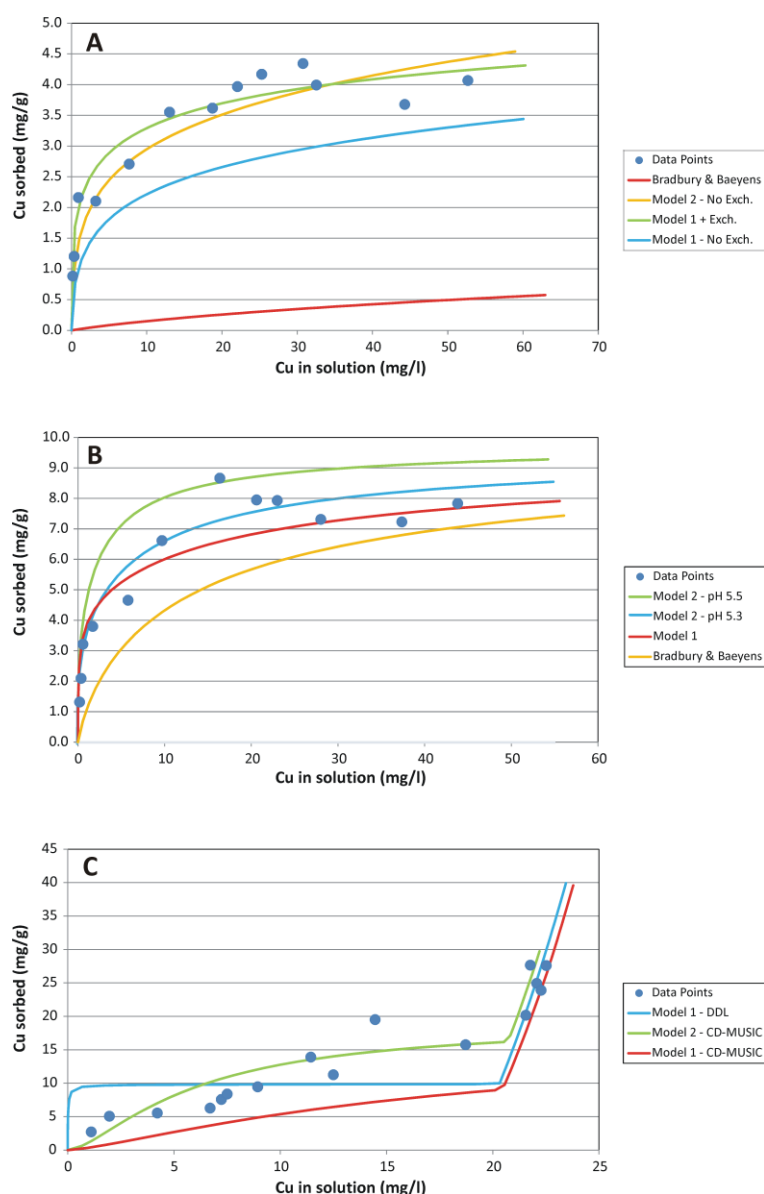 A
Cu sorbed (mg/g)
5.0
4.5
4.0
3.5
3.0
2.5
2.0
1.5
1.0
0.5
0.0
0 10 20 30 40 50 60 70
Cu in solution (mg/l)
Data Points
Bradbury & Baeyens
Model 2 - No Exch.
Model 1 + Exch.
Model 1 - No Exch.
B
Cu sorbed (mg/g)
10.0
9.0
8.0
7.0
6.0
5.0
4.0
3.0
2.0
1.0
0.0
0 10 20 30 40 50 60
Cu in solution (mg/l)
Data Points
Model 2 - pH 5.5
Model 2 - pH 5.3
Model 1
Bradbury & Baeyens
C
Cu sorbed (mg/g)
45
40
35
30
25
20
15
10
5
0
0 5 10 15 20 25
Cu in solution (mg/l)
Data Points
Model 1 - DDL
Model 2 - CD-MUSIC
Model 1 - CD-MUSIC